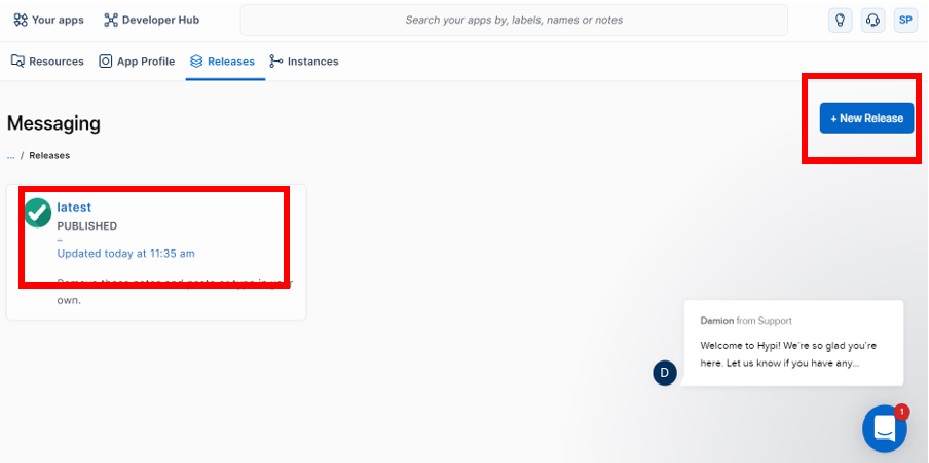 Your apps
Developer Hub
Search your apps by, labels, names or notes
SP
Resources
App Profile
Releases
Instances
Messaging
+ New Release
... / Releases
latest
PUBLISHED
–
Updated today at 11:35 am
Remove these notes and paste or type in your
own.
Damion from Support
Welcome to Hypi! We're so glad you're
here. Let us know if you have any...
D
1